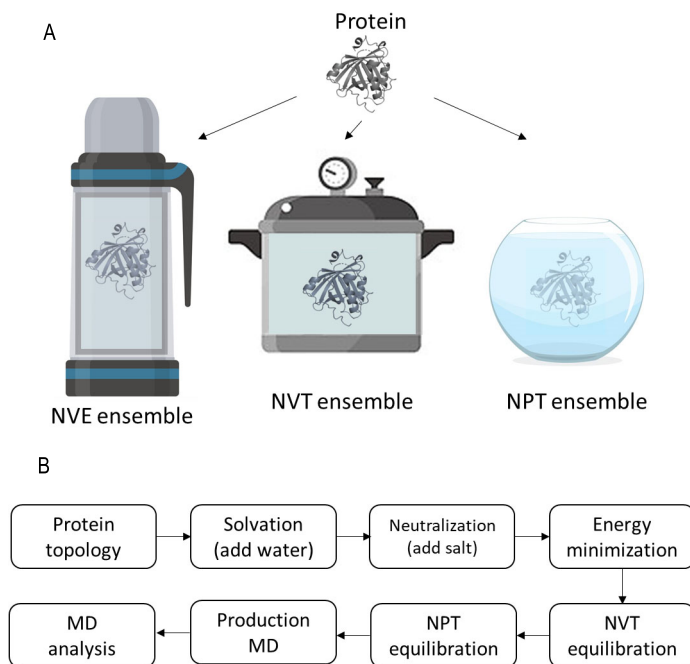 A
Protein
NVE ensemble
NVT ensemble
NPT ensemble
B
Protein
topology
Solvation
(add water)
Neutralization
(add salt)
Energy
minimization
MD
analysis
Production
MD
NPT
equilibration
NVT
equilibration